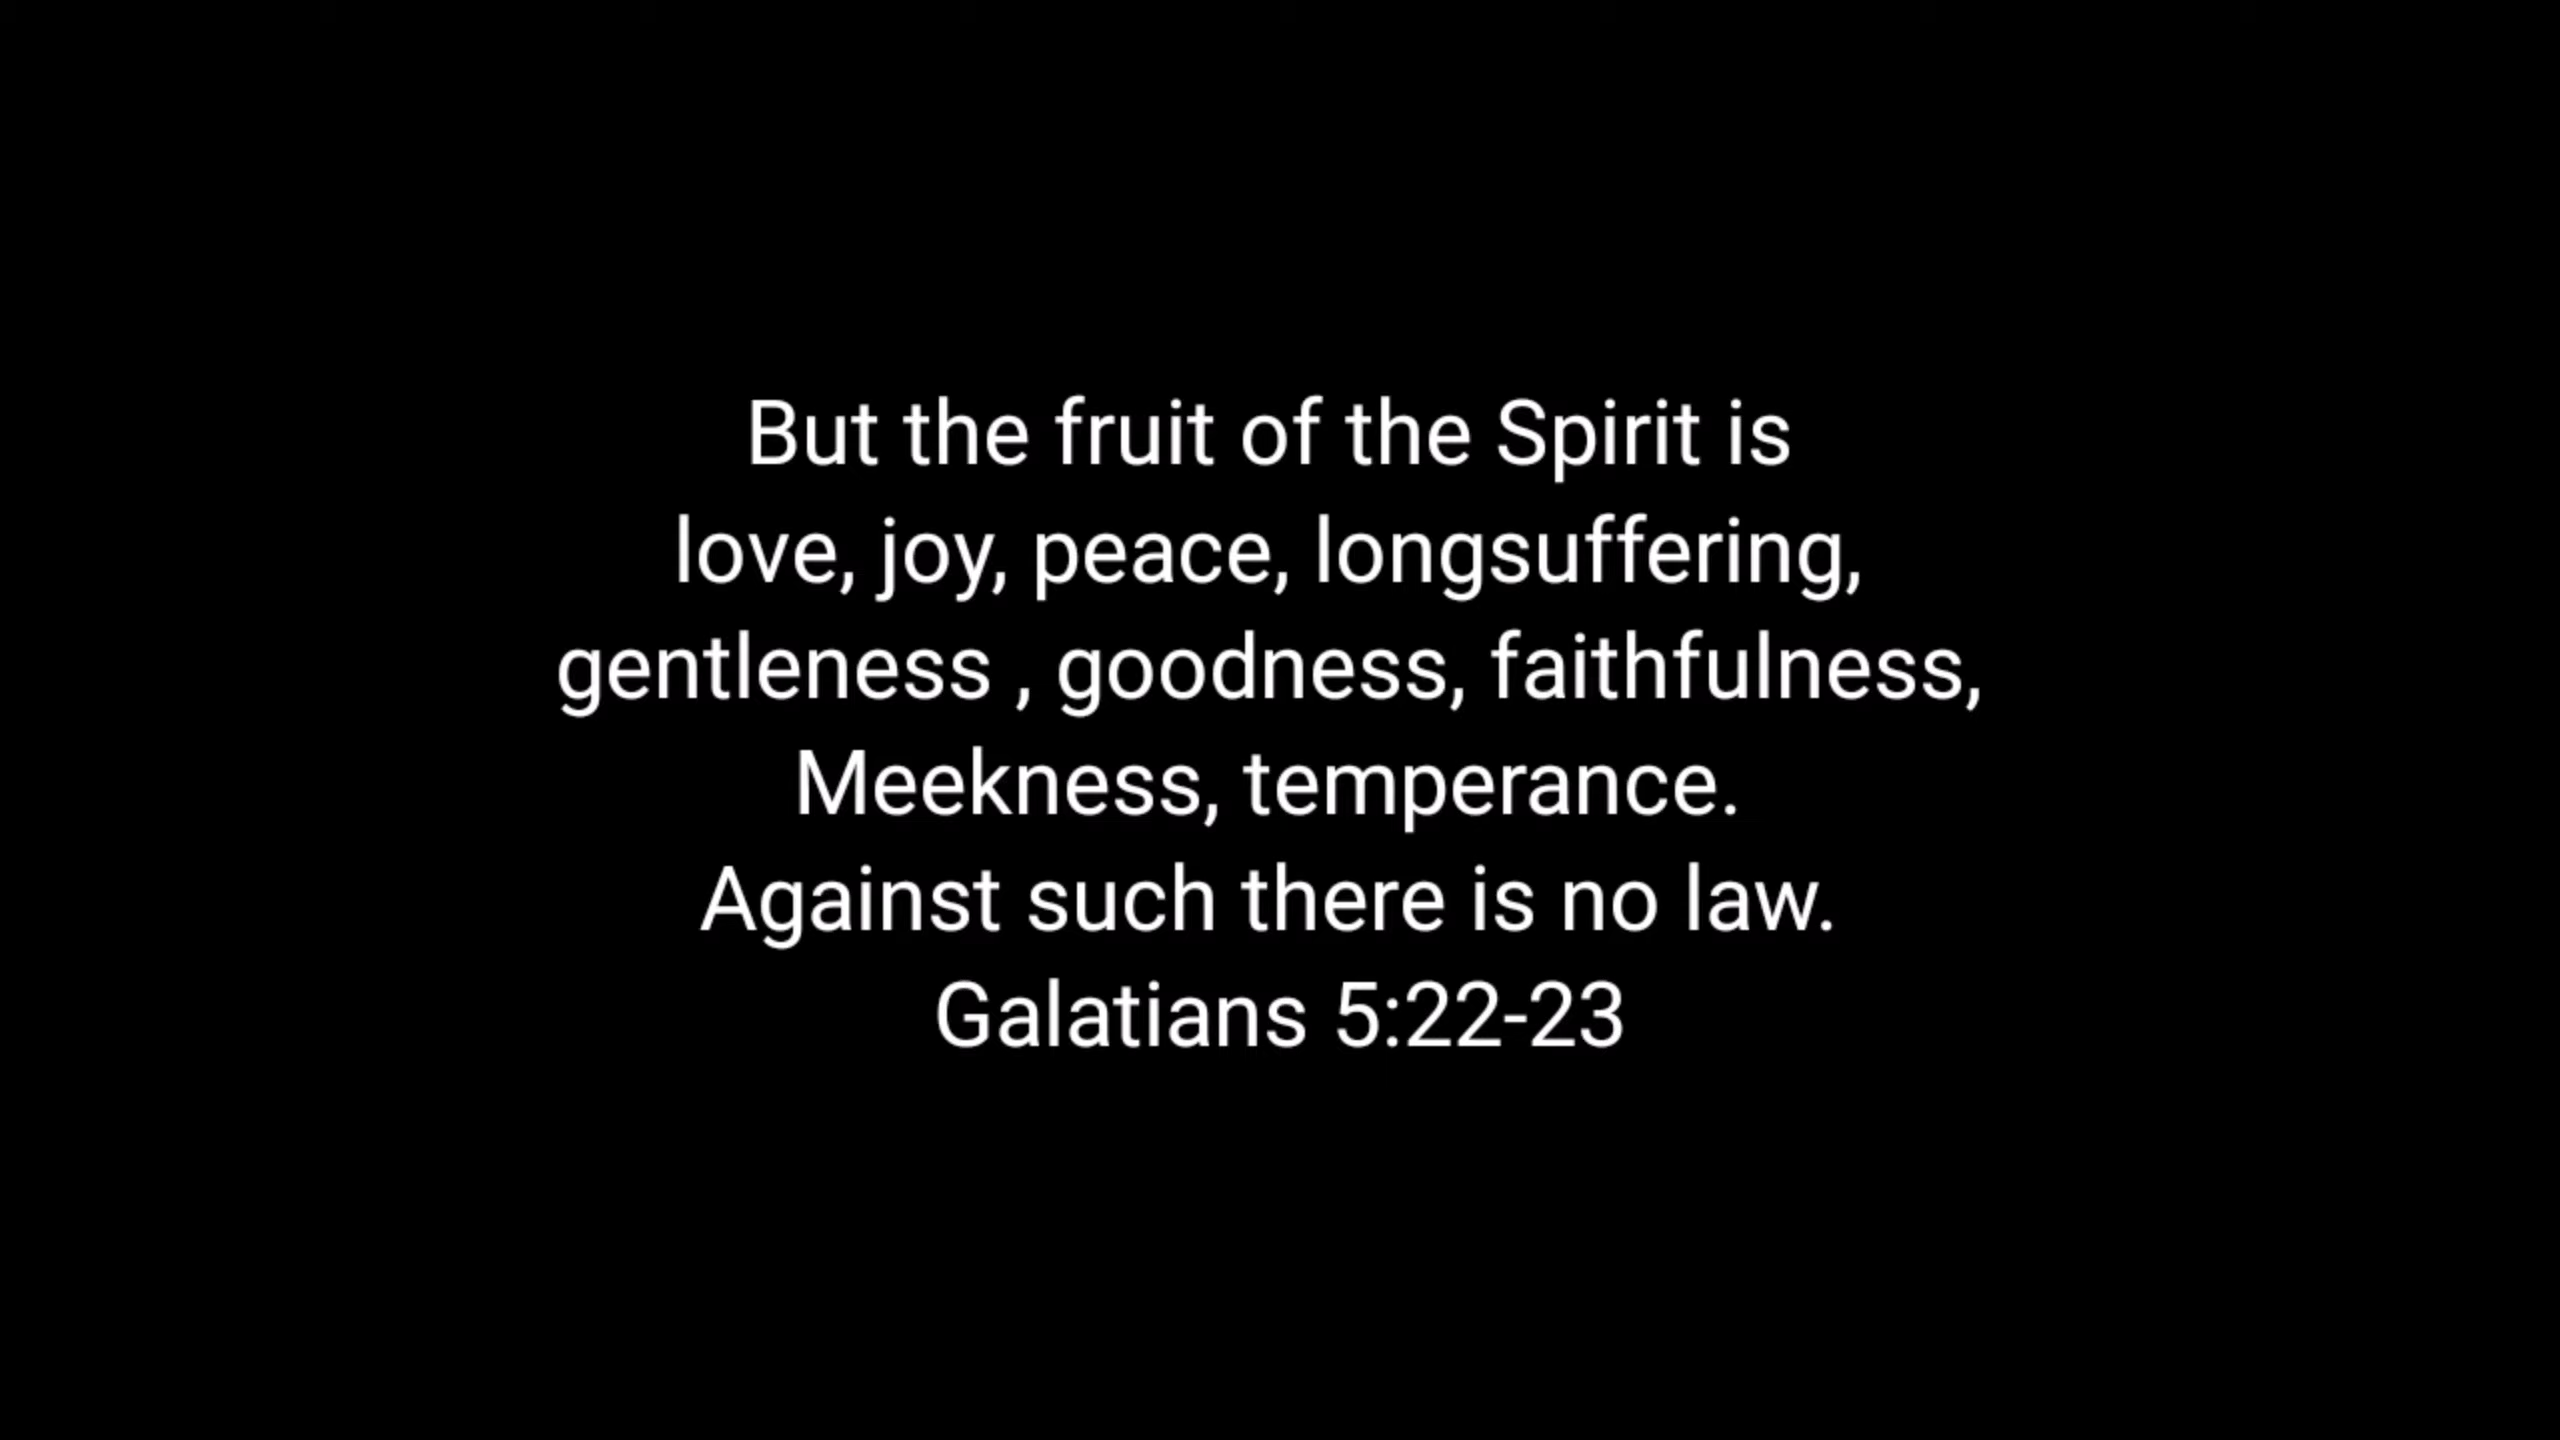 But the fruit of the Spirit is
love, joy, peace, longsuffering,
gentleness , goodness, faithfulness,
Meekness, temperance.
Against such there is no law.
Galatians 5:22-23